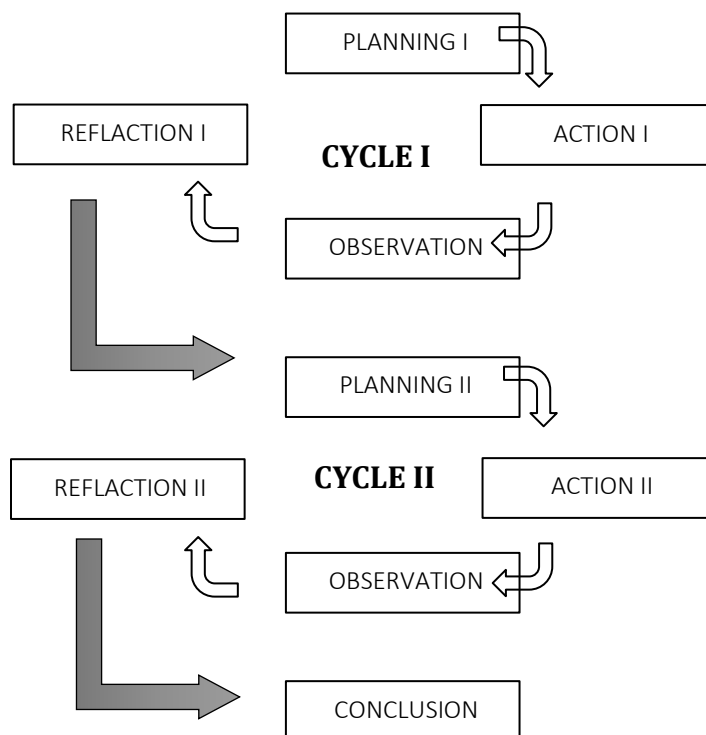 PLANNING I
REFLACTION I
ACTION I
CYCLE I
OBSERVATION
PLANNING II
REFLACTION II
CYCLE II
ACTION II
OBSERVATION
CONCLUSION